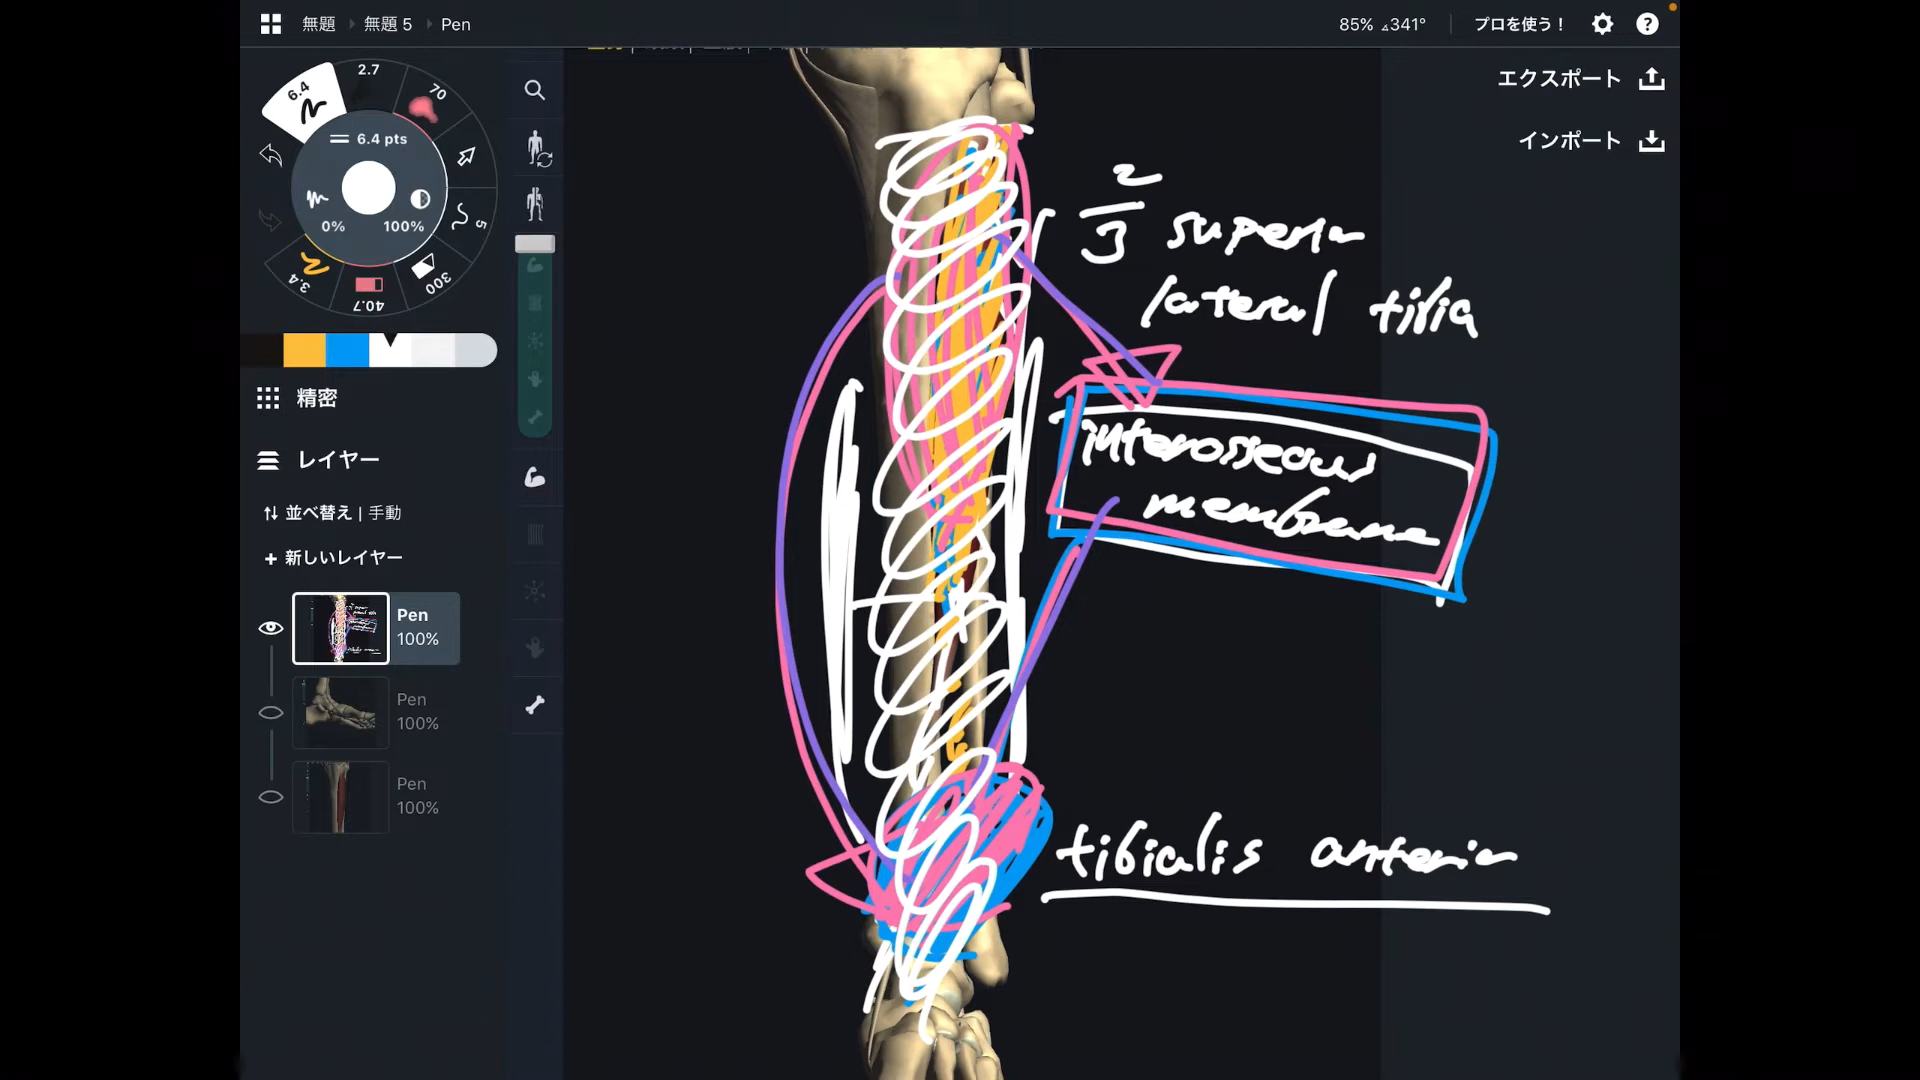 無題 無題 5 Pen
85% ⦟341° プロを使う!
エクスポート
インポート
6.4
2.7
70
6.4 pts
0% 100%
5
300
40.7
3.4
精密
レイヤー
並べ替え | 手動
+ 新しいレイヤー
Pen
100%
Pen
100%
Pen
100%
2/3 superior
lateral tibia
interosseous
membrane
tibialis anterior